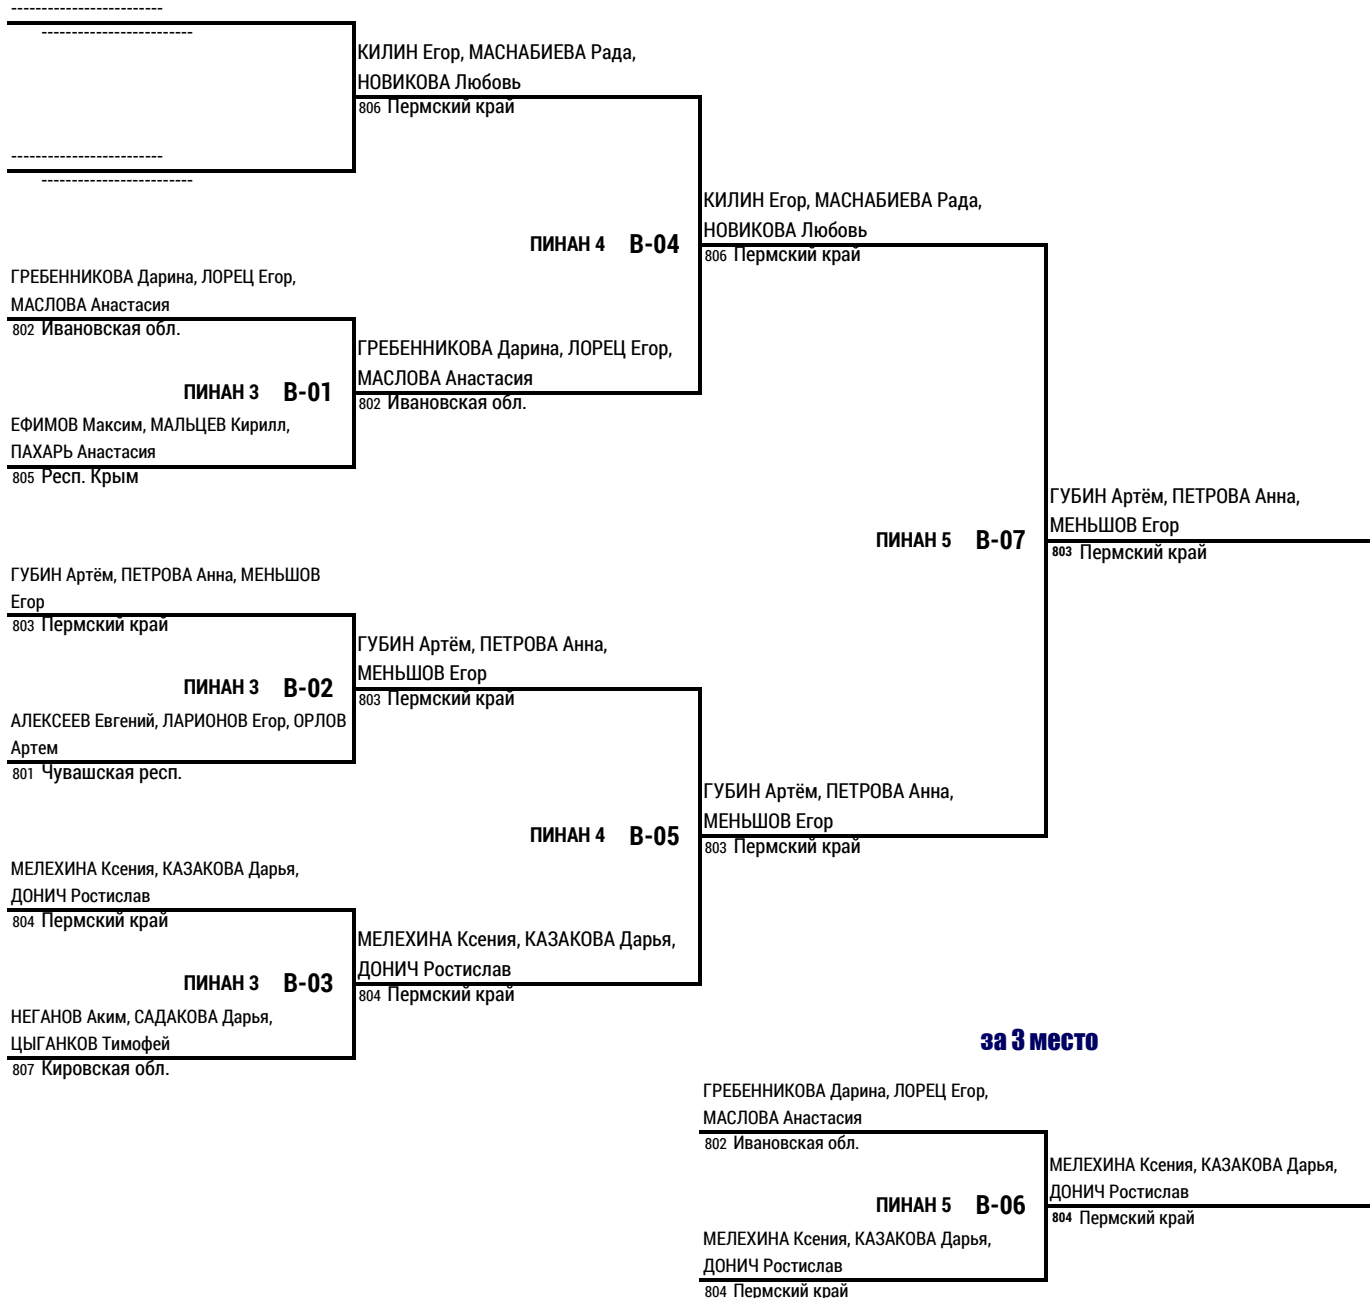 -------------------------
-------------------------
КИЛИН Егор, МАСНАБИЕВА Рада,
НОВИКОВА Любовь
806 Пермский край
-------------------------
-------------------------
КИЛИН Егор, МАСНАБИЕВА Рада,
НОВИКОВА Любовь
ПИНАН 4 B-04
806 Пермский край
ГРЕБЕННИКОВА Дарина, ЛОРЕЦ Егор,
МАСЛОВА Анастасия
802 Ивановская обл.
ГРЕБЕННИКОВА Дарина, ЛОРЕЦ Егор,
МАСЛОВА Анастасия
ПИНАН 3 B-01
802 Ивановская обл.
ЕФИМОВ Максим, МАЛЬЦЕВ Кирилл,
ПАХАРЬ Анастасия
805 Респ. Крым
ГУБИН Артём, ПЕТРОВА Анна,
МЕНЬШОВ Егор
ПИНАН 5 B-07
803 Пермский край
ГУБИН Артём, ПЕТРОВА Анна, МЕНЬШОВ
Егор
803 Пермский край
ГУБИН Артём, ПЕТРОВА Анна,
МЕНЬШОВ Егор
ПИНАН 3 B-02
803 Пермский край
АЛЕКСЕЕВ Евгений, ЛАРИОНОВ Егор, ОРЛОВ
Артем
801 Чувашская респ.
ГУБИН Артём, ПЕТРОВА Анна,
МЕНЬШОВ Егор
ПИНАН 4 B-05
803 Пермский край
МЕЛЕХИНА Ксения, КАЗАКОВА Дарья,
ДОНИЧ Ростислав
804 Пермский край
МЕЛЕХИНА Ксения, КАЗАКОВА Дарья,
ДОНИЧ Ростислав
ПИНАН 3 B-03
804 Пермский край
НЕГАНОВ Аким, САДАКОВА Дарья,
ЦЫГАНКОВ Тимофей
807 Кировская обл.
за 3 место
ГРЕБЕННИКОВА Дарина, ЛОРЕЦ Егор,
МАСЛОВА Анастасия
802 Ивановская обл.
МЕЛЕХИНА Ксения, КАЗАКОВА Дарья,
ДОНИЧ Ростислав
ПИНАН 5 B-06
804 Пермский край
МЕЛЕХИНА Ксения, КАЗАКОВА Дарья,
ДОНИЧ Ростислав
804 Пермский край